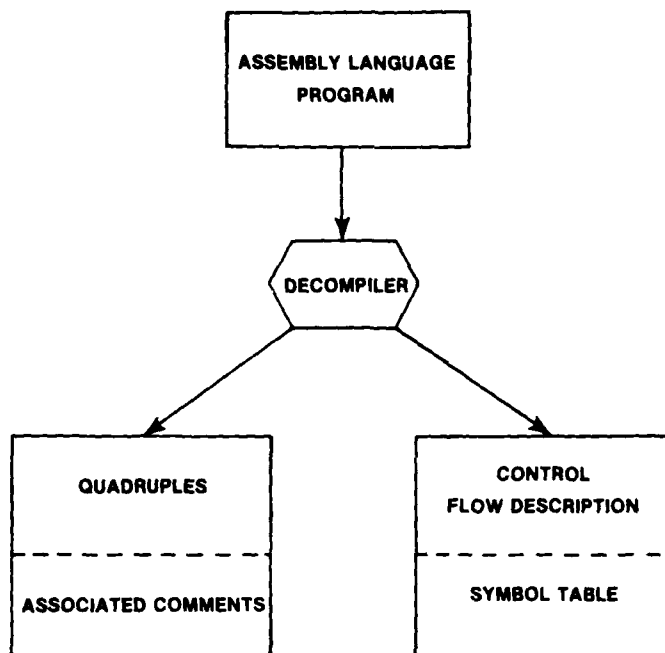 ASSEMBLY LANGUAGE
PROGRAM
DECOMPILER
QUADRUPLES
ASSOCIATED COMMENTS
CONTROL
FLOW DESCRIPTION
SYMBOL TABLE